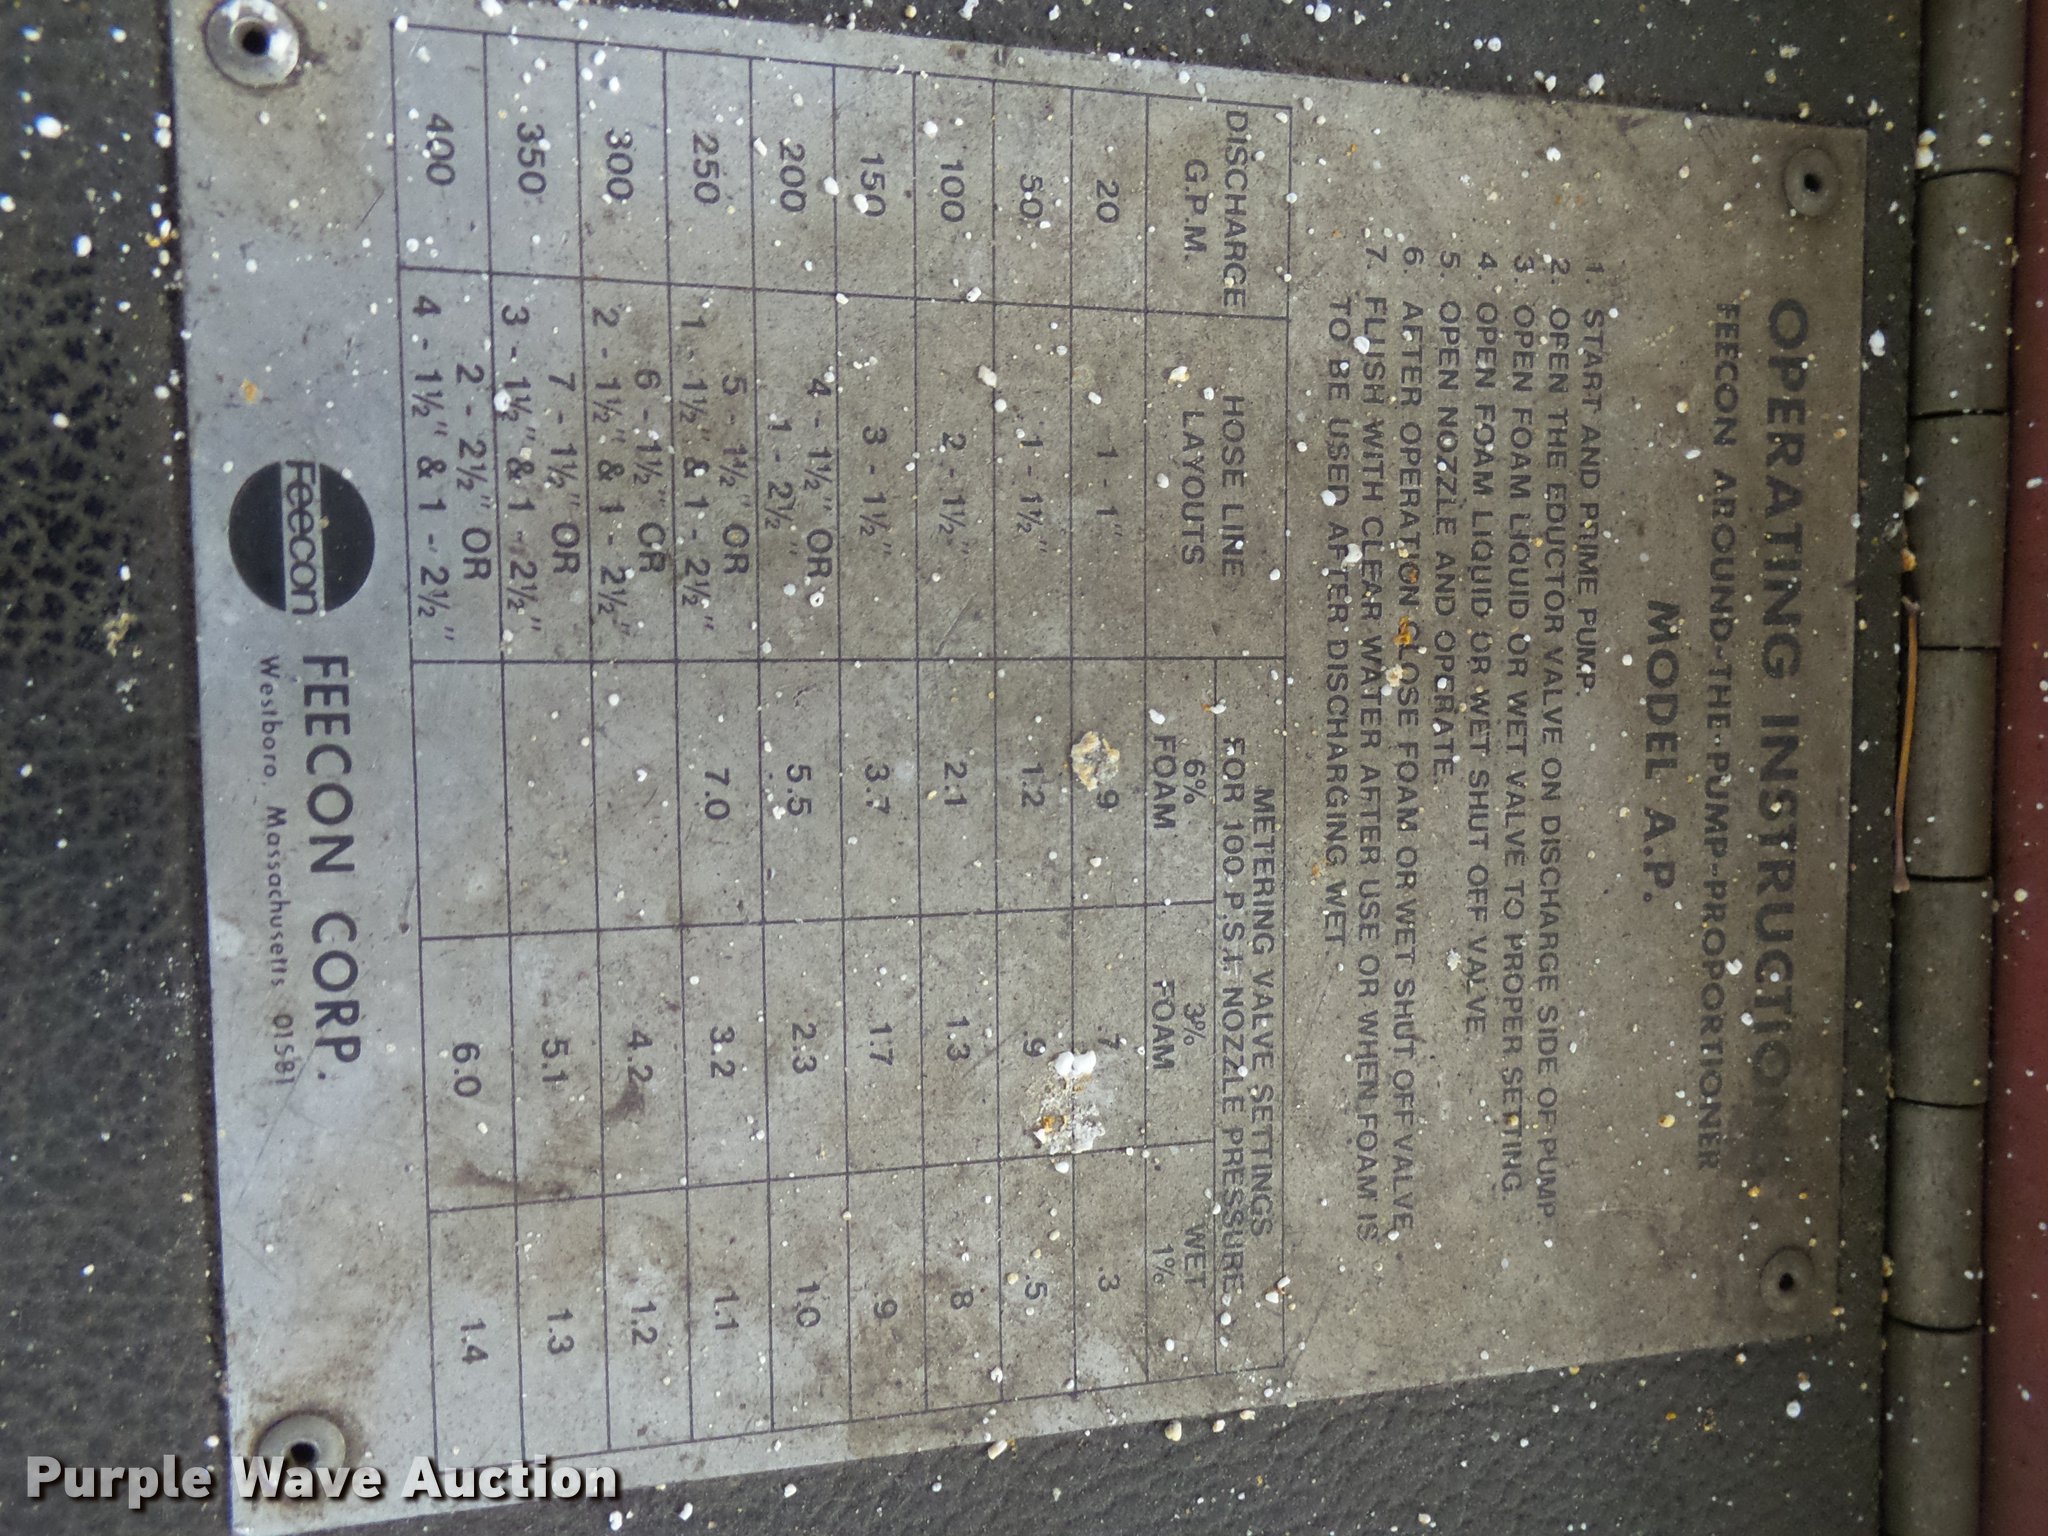 OPERATING INSTRUCTION
FEECON AROUND-THE-PUMP-PROPORTIONER
MODEL A.P.
1. START AND PRIME PUMP.
2. OPEN THE EDUCTOR VALVE ON DISCHARGE SIDE OF PUMP.
3. OPEN FOAM LIQUID OR WET VALVE TO PROPER SETTING.
4. OPEN FOAM LIQUID OR WET SHUT OFF VALVE.
5. OPEN NOZZLE AND OPERATE.
6. AFTER OPERATION CLOSE FOAM OR WET SHUT OFF VALVE.
7. FLUSH WITH CLEAR WATER AFTER USE OR WHEN FOAM IS
TO BE USED AFTER DISCHARGING WET.
DISCHARGE G.P.M. HOSE LINE LAYOUTS METERING VALVE SETTINGS
FOR 100 P.S.I. NOZZLE PRESSURE
6% FOAM 3% FOAM WET 1%
20 1 - 1" .9 .7 .3
50 1 - 1½" 1.2 .9 .5
100 2 - 1½" 2.1 1.3 .8
150 3 - 1½" 3.7 1.7 .9
200 4 - 1½" OR
1 - 2½" 5.5 2.3 1.0
250 5 - 1½" OR
1 - 1½" & 1 - 2½" 7.0 3.2 1.1
300 6 - 1½" OR
2 - 1½" & 1 - 2½" 4.2 1.2
350 7 - 1½" OR
3 - 1½" & 1 - 2½" 5.1 1.3
400 2 - 2½" OR
4 - 1½" & 1 - 2½" 6.0 1.4
Feecon
FEECON CORP.
Westboro, Massachusetts 01581
Purple Wave Auction